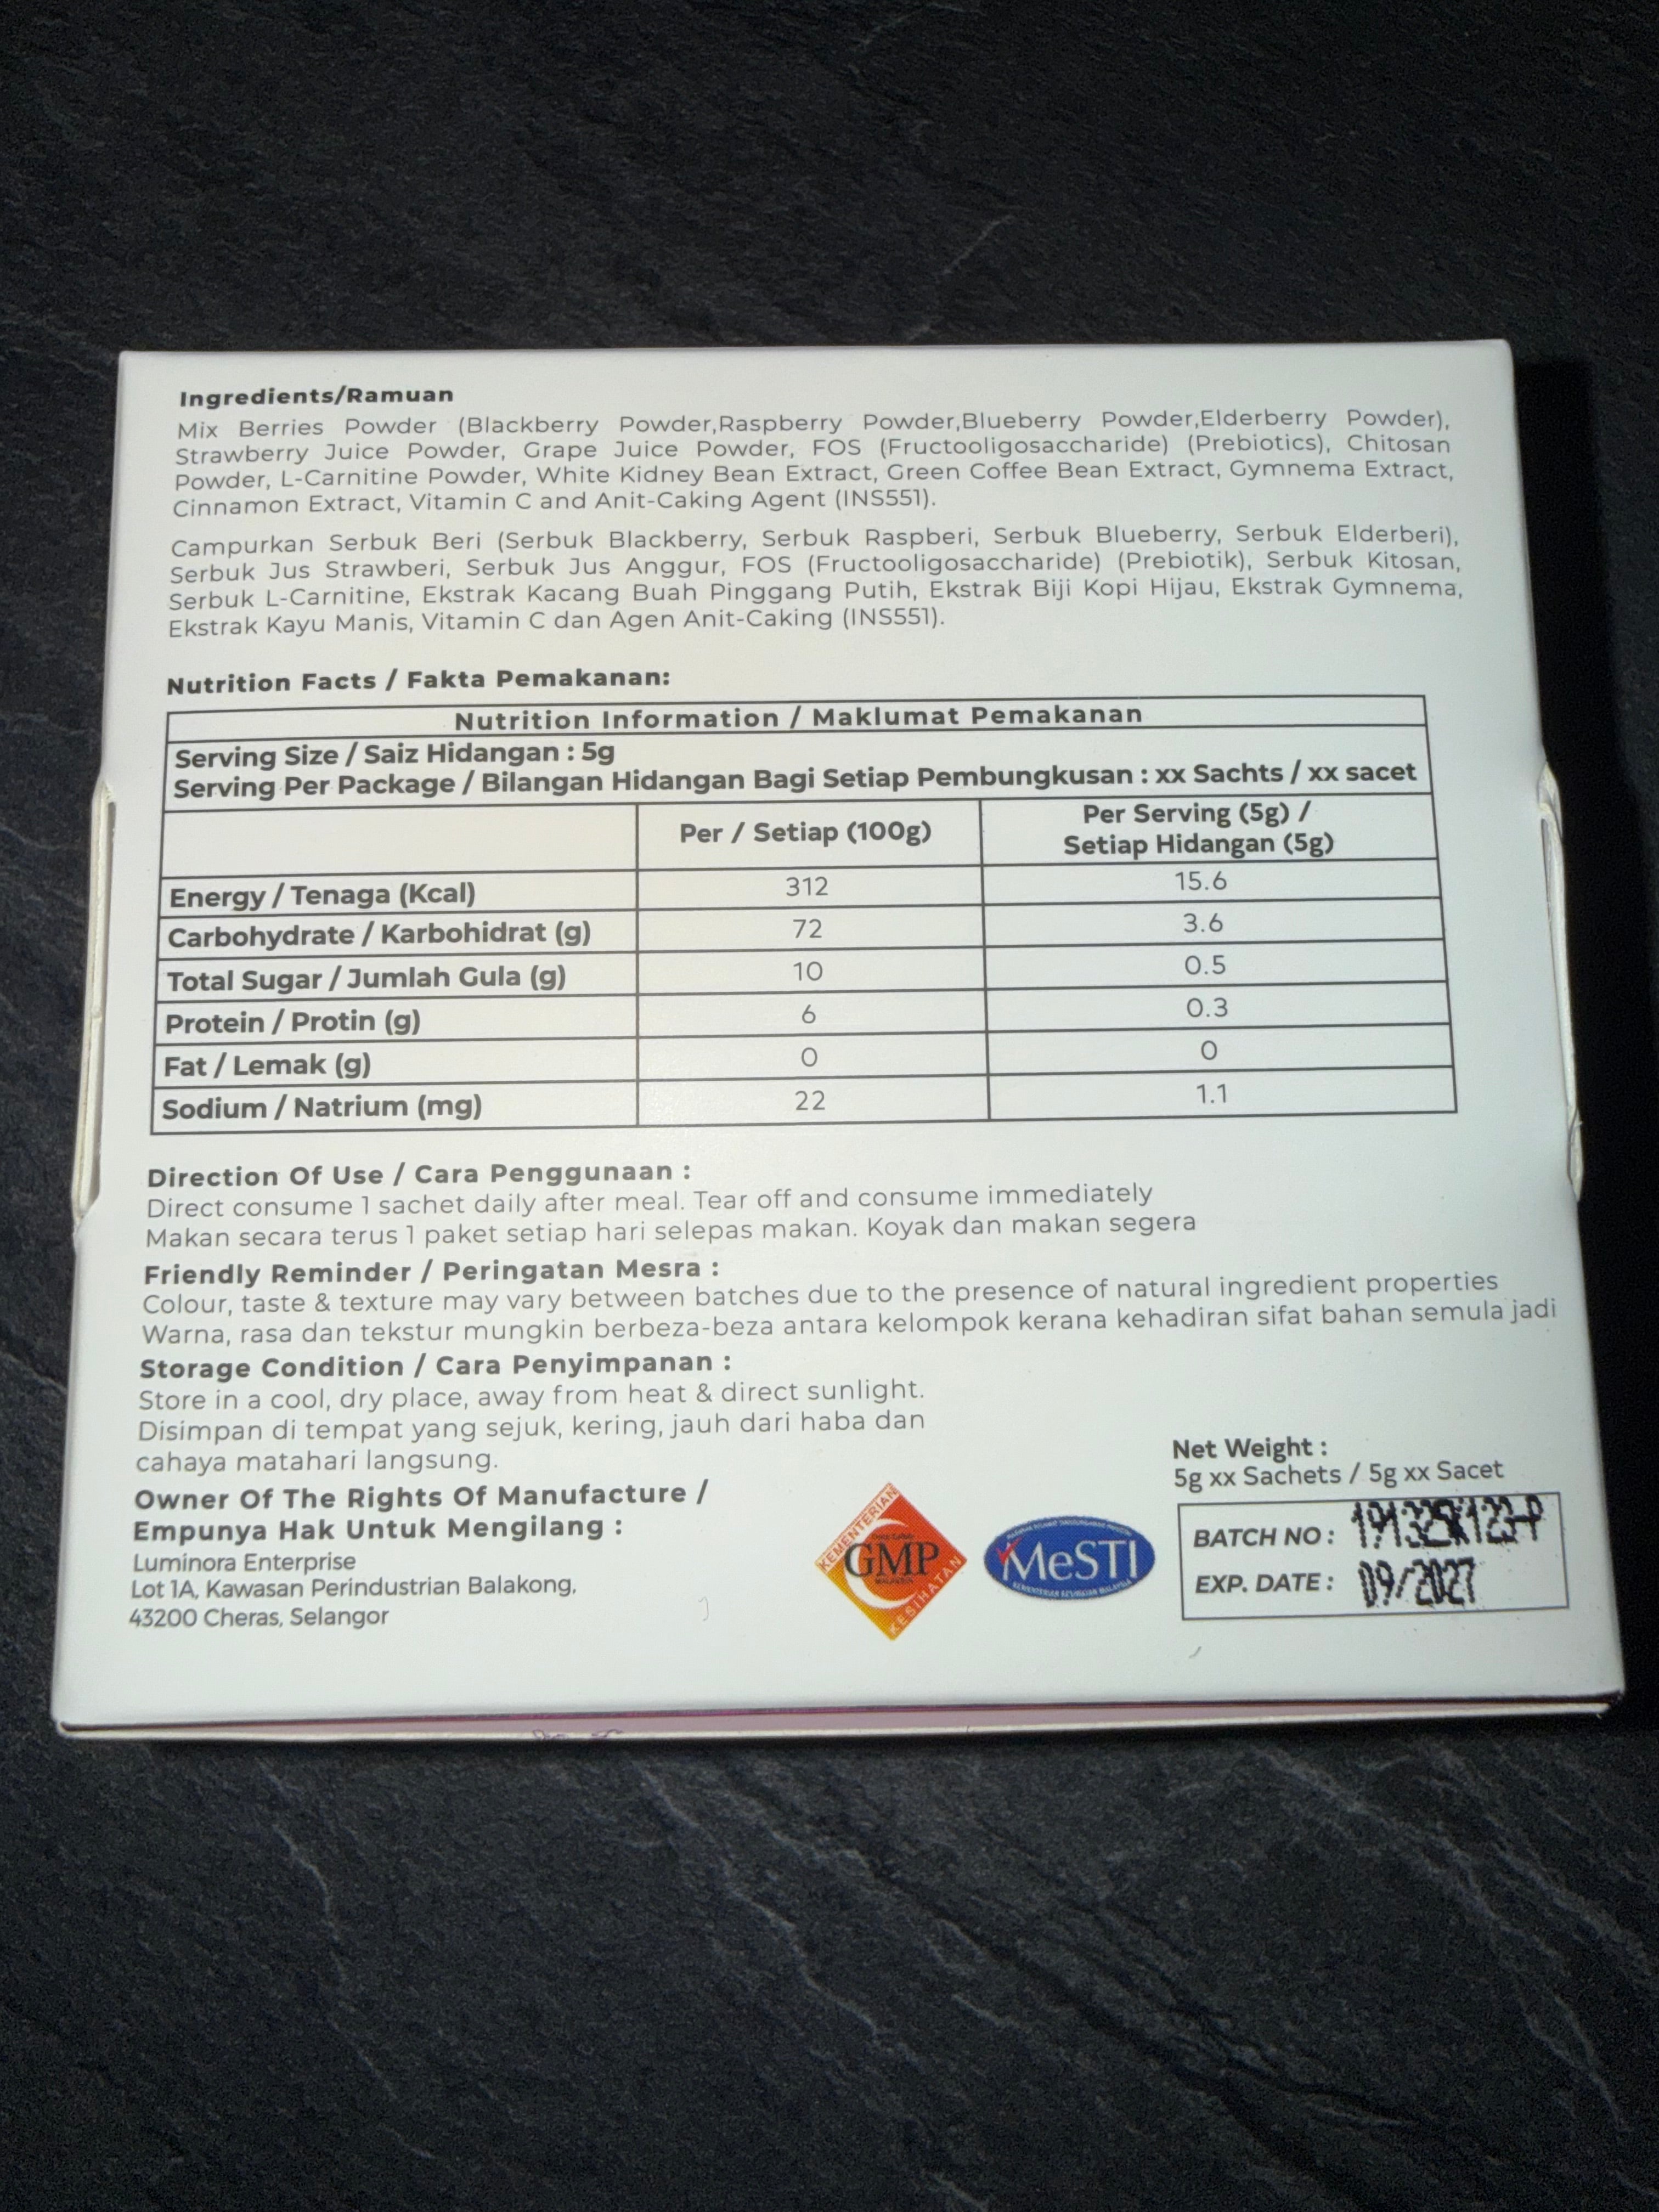 Ingredients/Ramuan
Mix Berries Powder (Blackberry Powder,Raspberry Powder,Blueberry Powder,Elderberry Powder),
Strawberry Juice Powder, Grape Juice Powder, FOS (Fructooligosaccharide) (Prebiotics), Chitosan
Powder, L-Carnitine Powder, White Kidney Bean Extract, Green Coffee Bean Extract, Gymnema Extract,
Cinnamon Extract, Vitamin C and Anit-Caking Agent (INS551).
Campurkan Serbuk Beri (Serbuk Blackberry, Serbuk Raspberi, Serbuk Blueberry, Serbuk Elderberi),
Serbuk Jus Strawberi, Serbuk Jus Anggur, FOS (Fructooligosaccharide) (Prebiotik), Serbuk Kitosan,
Serbuk L-Carnitine, Ekstrak Kacang Buah Pinggang Putih, Ekstrak Biji Kopi Hijau, Ekstrak Gymnema,
Ekstrak Kayu Manis, Vitamin C dan Agen Anit-Caking (INS551).
Nutrition Facts / Fakta Pemakanan:
Nutrition Information / Maklumat Pemakanan
Serving Size / Saiz Hidangan : 5g
Serving Per Package / Bilangan Hidangan Bagi Setiap Pembungkusan : xx Sachts / xx sacet
Per / Setiap (100g)
Per Serving (5g) /
Setiap Hidangan (5g)
Energy / Tenaga (Kcal) 312 15.6
Carbohydrate / Karbohidrat (g) 72 3.6
Total Sugar / Jumlah Gula (g) 10 0.5
Protein / Protin (g) 6 0.3
Fat / Lemak (g) 0 0
Sodium / Natrium (mg) 22 1.1
Direction Of Use / Cara Penggunaan :
Direct consume 1 sachet daily after meal. Tear off and consume immediately
Makan secara terus 1 paket setiap hari selepas makan. Koyak dan makan segera
Friendly Reminder / Peringatan Mesra :
Colour, taste & texture may vary between batches due to the presence of natural ingredient properties
Warna, rasa dan tekstur mungkin berbeza-beza antara kelompok kerana kehadiran sifat bahan semula jadi
Storage Condition / Cara Penyimpanan :
Store in a cool, dry place, away from heat & direct sunlight.
Disimpan di tempat yang sejuk, kering, jauh dari haba dan
cahaya matahari langsung.
Owner Of The Rights Of Manufacture /
Empunya Hak Untuk Mengilang :
Luminora Enterprise
Lot 1A, Kawasan Perindustrian Balakong,
43200 Cheras, Selangor
KEMENTERIAN
GMP
KESIHATAN
MeSTI
KEMENTERIAN KESIHATAN MALAYSIA
Net Weight :
5g xx Sachets / 5g xx Sacet
BATCH NO :
EXP. DATE : 09/2027